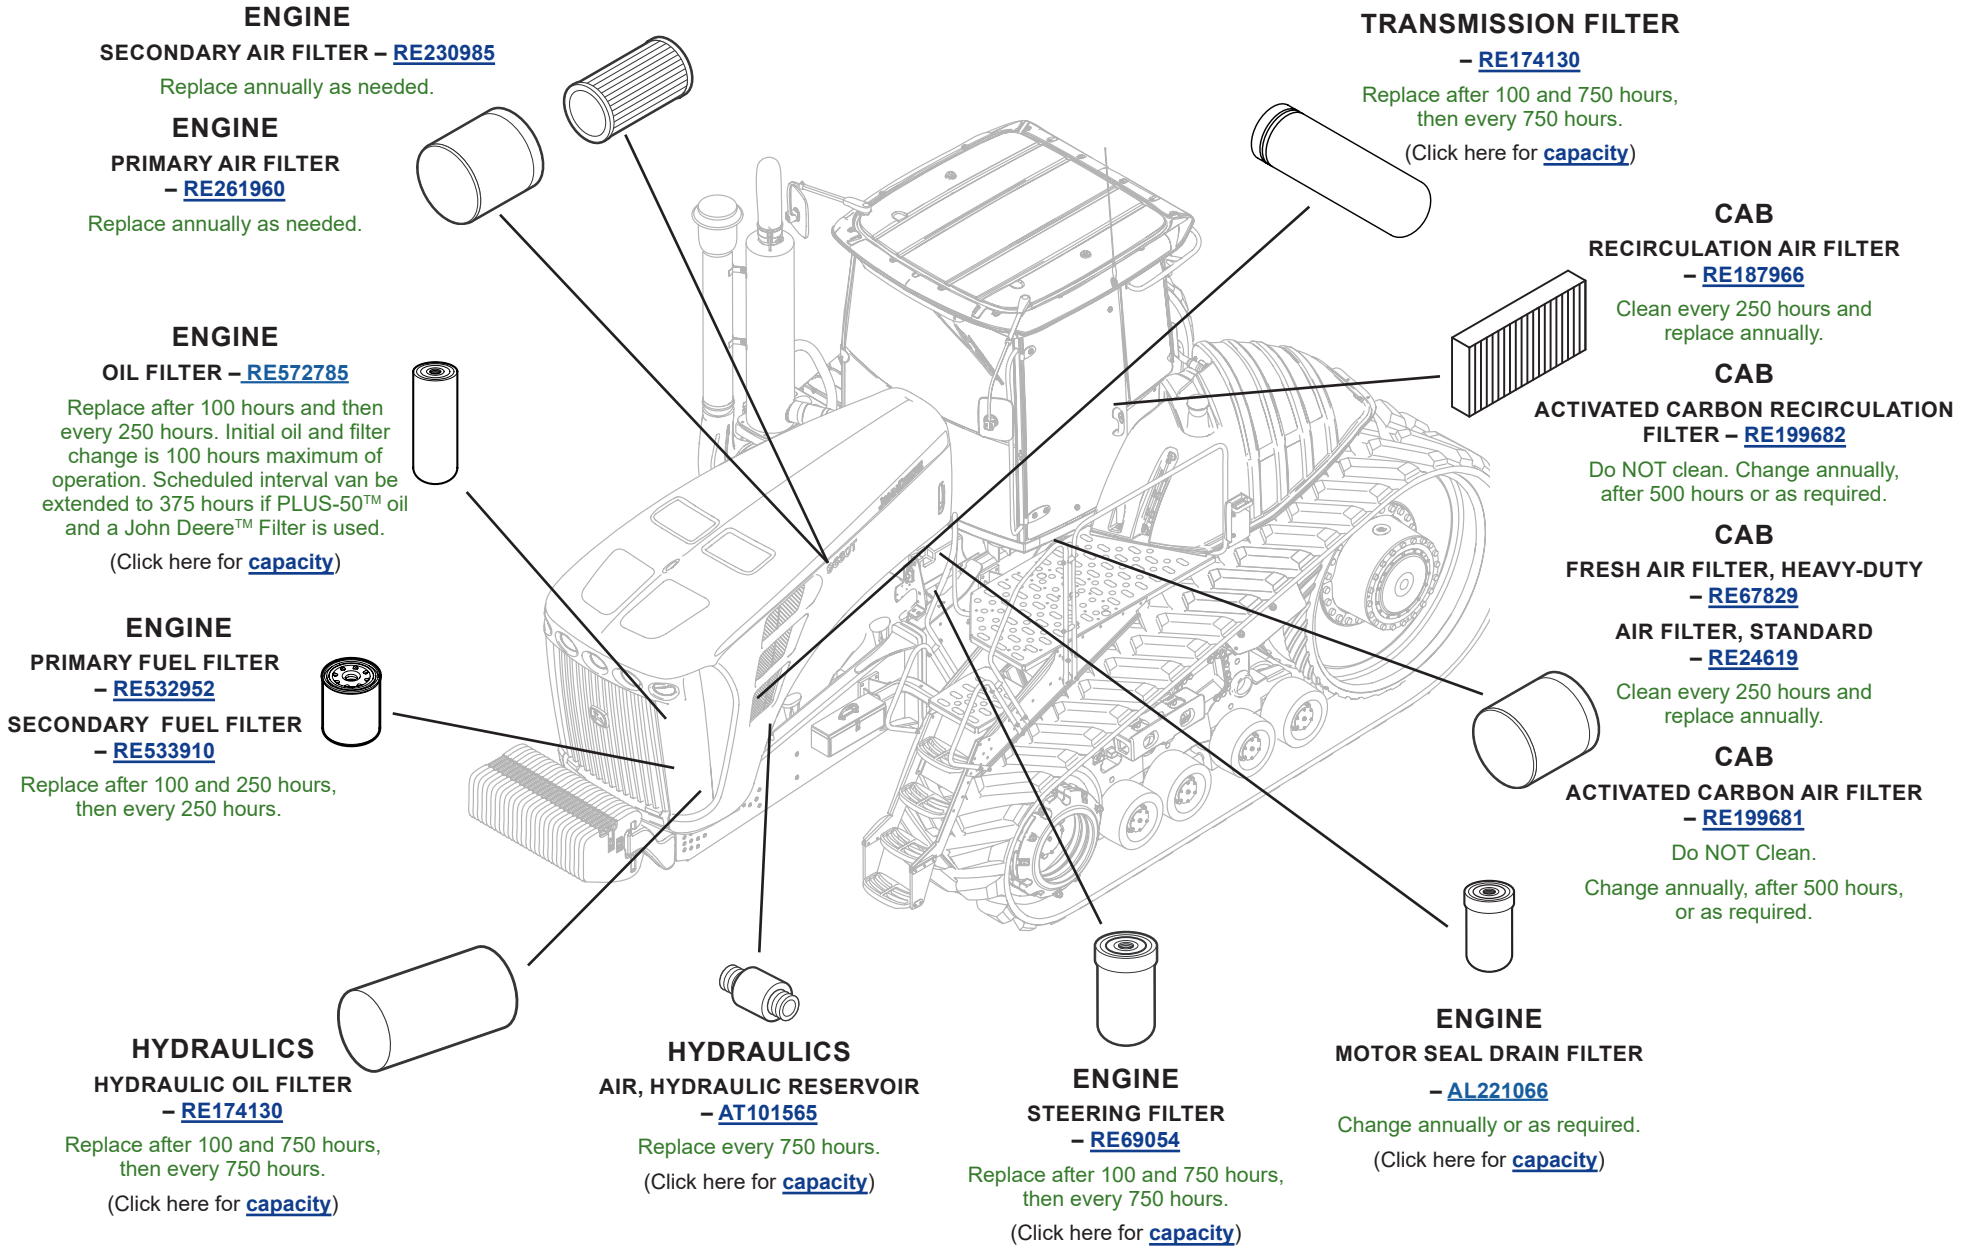 ENGINE
SECONDARY AIR FILTER – RE230985
Replace annually as needed.
ENGINE
PRIMARY AIR FILTER
– RE261960
Replace annually as needed.
ENGINE
OIL FILTER – RE572785
Replace after 100 hours and then
every 250 hours. Initial oil and filter
change is 100 hours maximum of
operation. Scheduled interval van be
extended to 375 hours if PLUS-50™ oil
and a John Deere™ Filter is used.
(Click here for capacity)
ENGINE
PRIMARY FUEL FILTER
– RE532952
SECONDARY FUEL FILTER
– RE533910
Replace after 100 and 250 hours,
then every 250 hours.
HYDRAULICS
HYDRAULIC OIL FILTER
– RE174130
Replace after 100 and 750 hours,
then every 750 hours.
(Click here for capacity)
HYDRAULICS
AIR, HYDRAULIC RESERVOIR
– AT101565
Replace every 750 hours.
(Click here for capacity)
ENGINE
STEERING FILTER
– RE69054
Replace after 100 and 750 hours,
then every 750 hours.
(Click here for capacity)
ENGINE
MOTOR SEAL DRAIN FILTER
– AL221066
Change annually or as required.
(Click here for capacity)
TRANSMISSION FILTER
– RE174130
Replace after 100 and 750 hours,
then every 750 hours.
(Click here for capacity)
CAB
RECIRCULATION AIR FILTER
– RE187966
Clean every 250 hours and
replace annually.
CAB
ACTIVATED CARBON RECIRCULATION
FILTER – RE199682
Do NOT clean. Change annually,
after 500 hours or as required.
CAB
FRESH AIR FILTER, HEAVY-DUTY
– RE67829
AIR FILTER, STANDARD
– RE24619
Clean every 250 hours and
replace annually.
CAB
ACTIVATED CARBON AIR FILTER
– RE199681
Do NOT Clean.
Change annually, after 500 hours,
or as required.